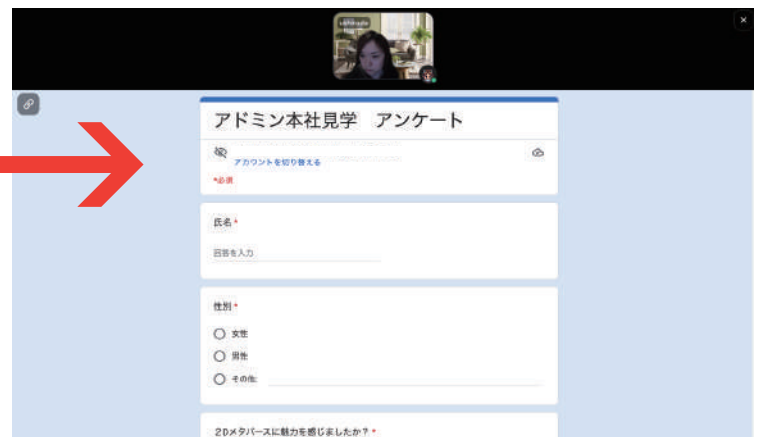 アドミン本社見学　アンケート
アカウントを切り替える
*必須
氏名 *
回答を入力
性別 *
女性
男性
その他:
2Dメタバースに魅力を感じましたか？ *